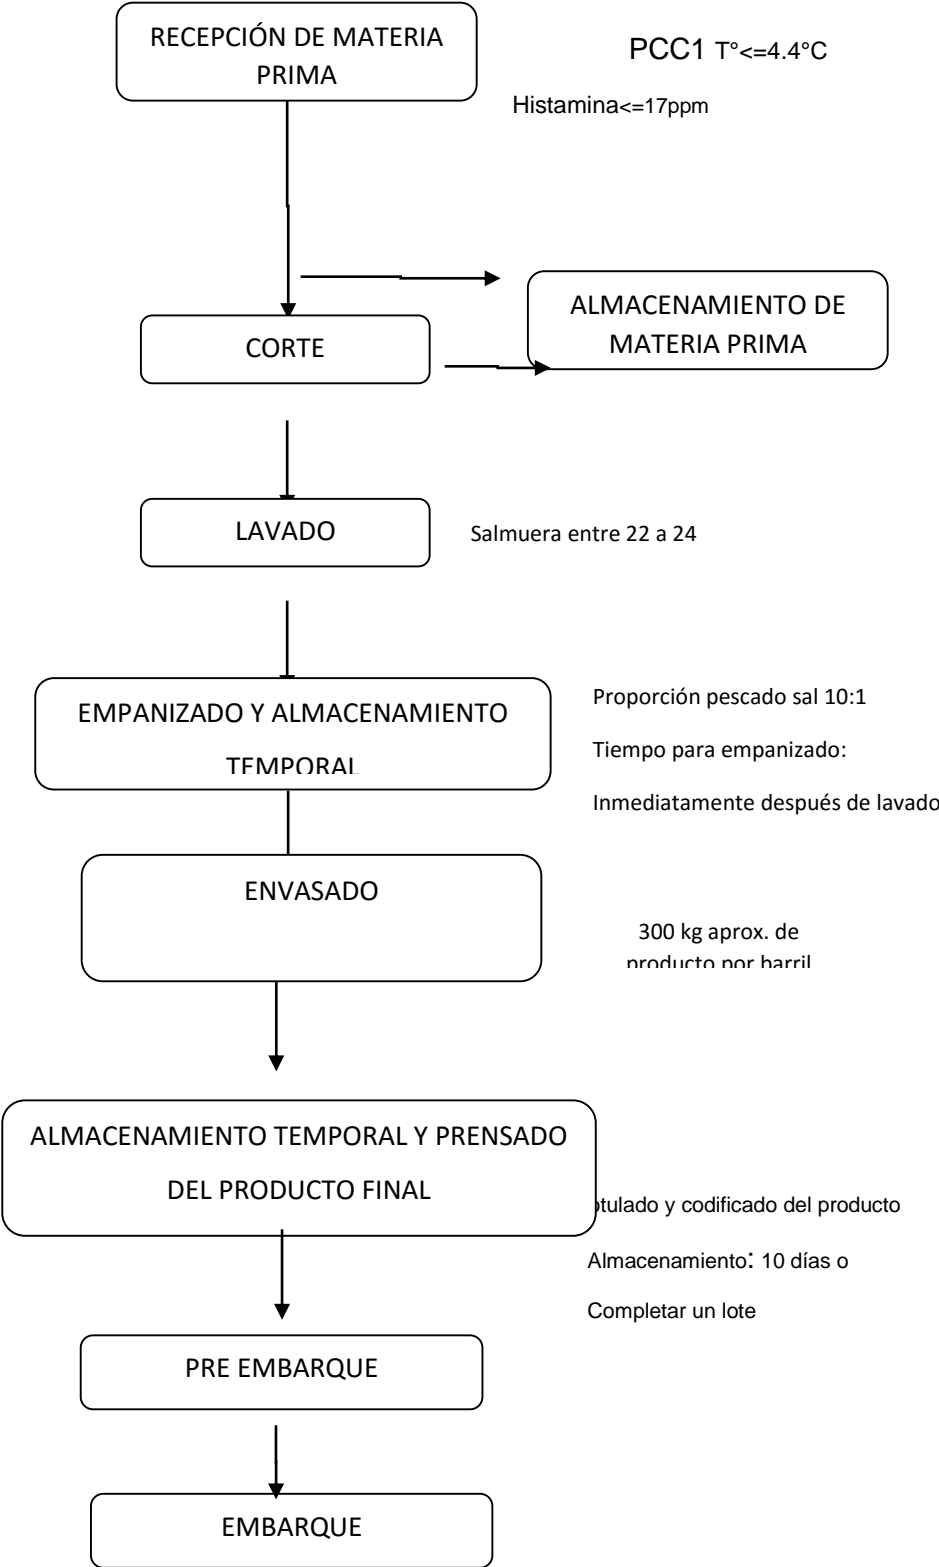 RECEPCIÓN DE MATERIA
PRIMA
PCC1 T°<=4.4°C
Histamina<=17ppm
ALMACENAMIENTO DE
MATERIA PRIMA
CORTE
LAVADO
Salmuera entre 22 a 24
EMPANIZADO Y ALMACENAMIENTO
TEMPORAL
Proporción pescado sal 10:1
Tiempo para empanizado:
Inmediatamente después de lavado
ENVASADO
300 kg aprox. de
producto por barril
ALMACENAMIENTO TEMPORAL Y PRENSADO
DEL PRODUCTO FINAL
otulado y codificado del producto
Almacenamiento: 10 días o
Completar un lote
PRE EMBARQUE
EMBARQUE